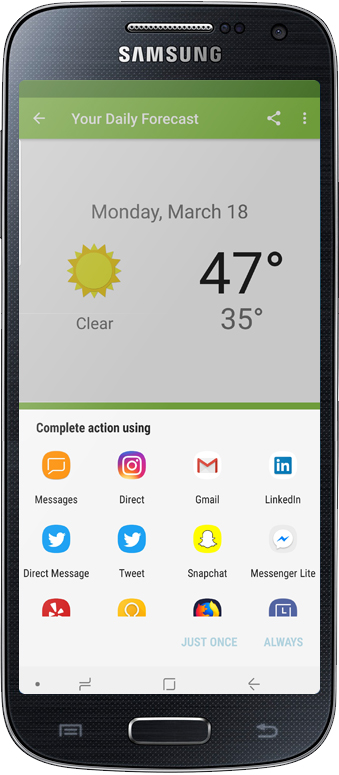 SAMSUNG
Your Daily Forecast
Monday, March 18
47°
Clear
35°
Complete action using
Messages Direct Gmail LinkedIn
Direct Message Tweet Snapchat Messenger Lite
JUST ONCE ALWAYS